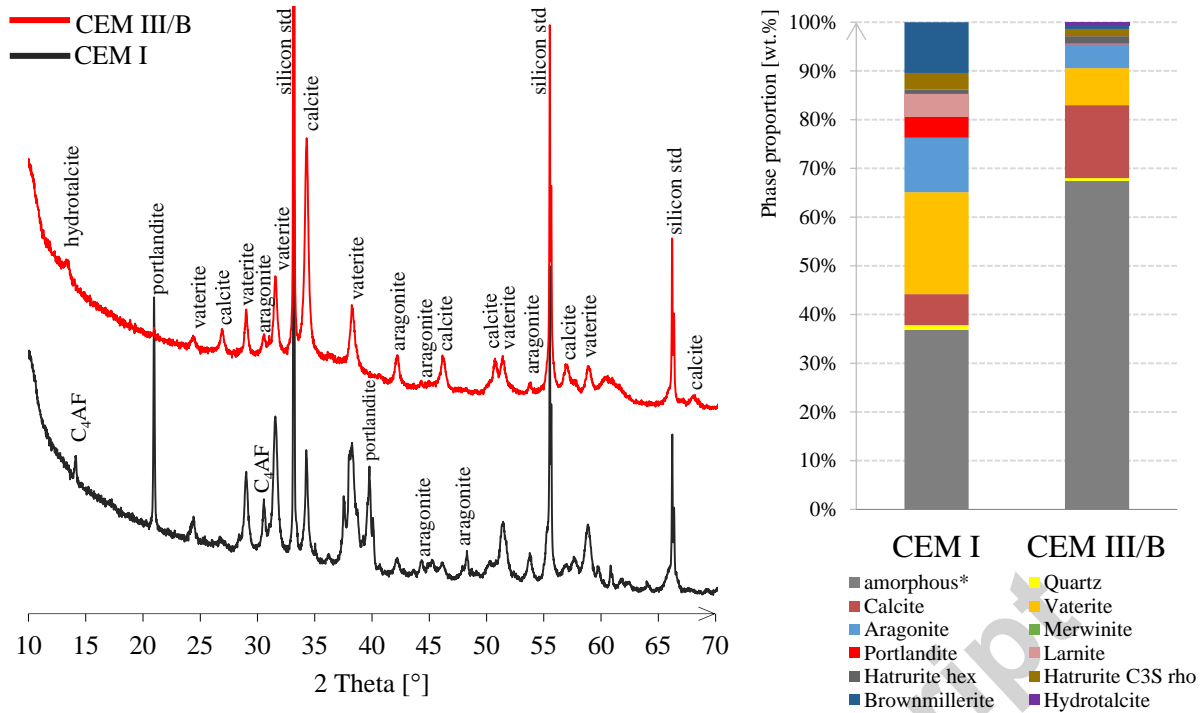 CEM III/B
CEM I
silicon std
silicon std
calcite
hydrotalcite
portlandite
vaterite
calcite
vaterite
aragonite
vaterite
vaterite
aragonite
aragonite
calcite
calcite
vaterite
aragonite
calcite
vaterite
silicon std
calcite
C₄AF
C₄AF
portlandite
aragonite
aragonite
10 15 20 25 30 35 40 45 50 55 60 65 70
2 Theta [°]
Phase proportion [wt.%]
100%
90%
80%
70%
60%
50%
40%
30%
20%
10%
0%
CEM I CEM III/B
amorphous* Quartz
Calcite Vaterite
Aragonite Merwinite
Portlandite Larnite
Hatrurite hex Hatrurite C3S rho
Brownmillerite Hydrotalcite
ript